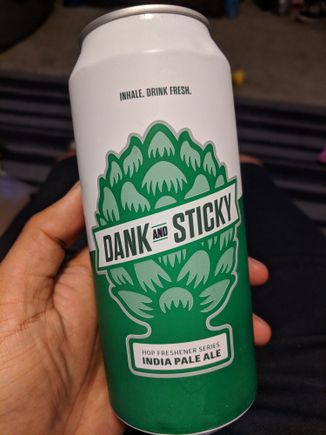 INHALE. DRINK FRESH.
DANK AND STICKY
HOP FRESHENER SERIES
INDIA PALE ALE